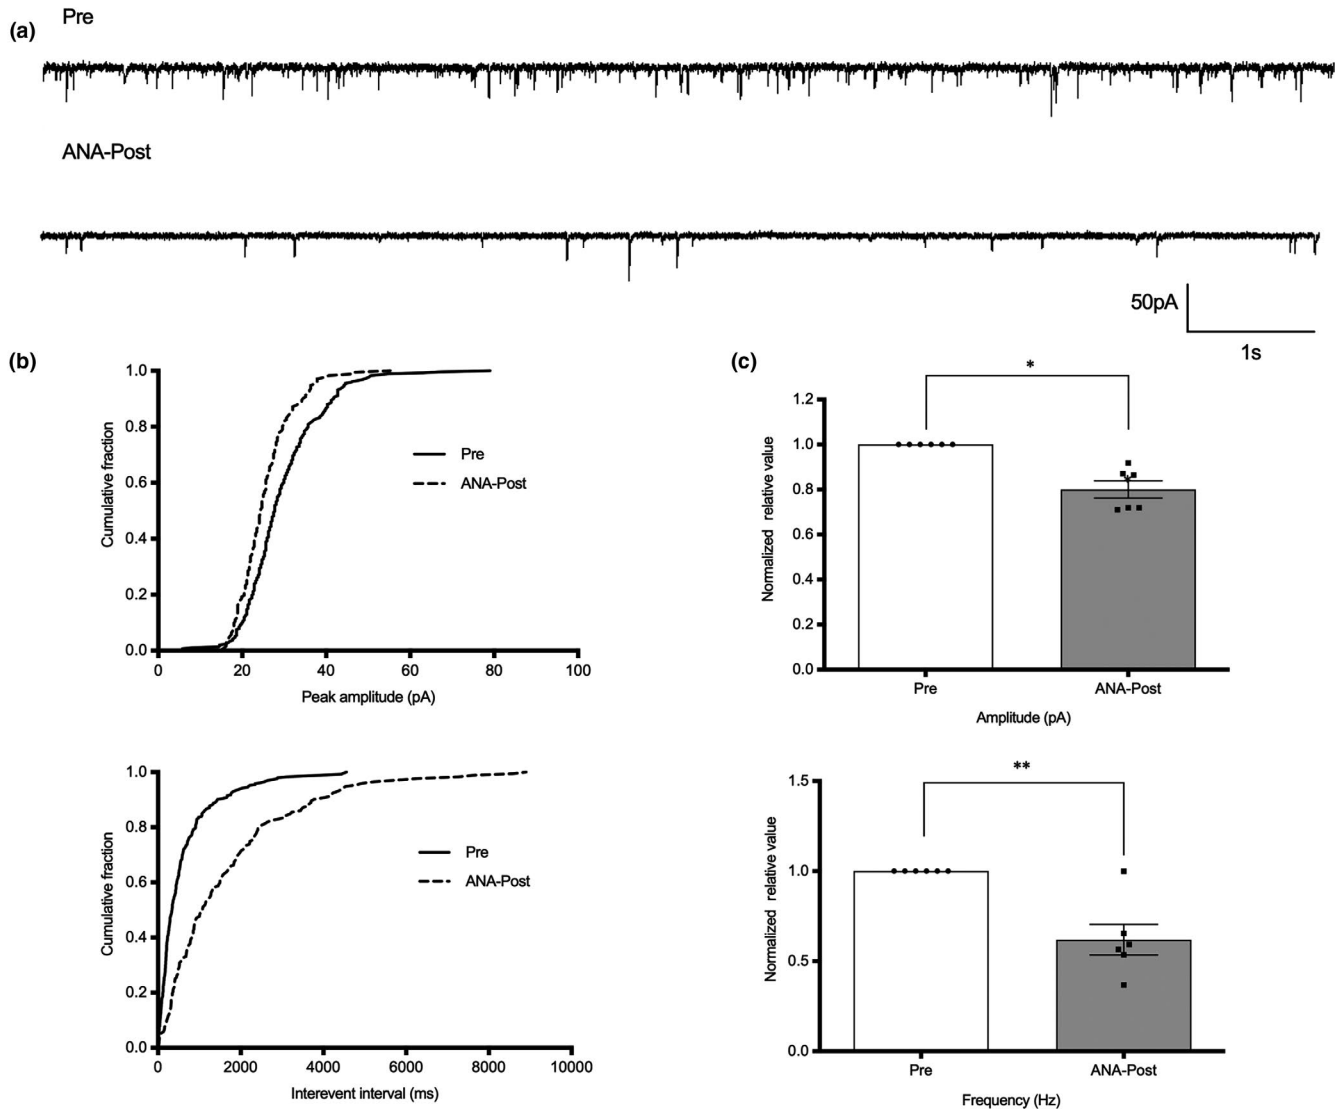 (a)
Pre
ANA-Post
50pA
1s
(b)
1.0
0.8
0.6
0.4
0.2
0.0
Cumulative fraction
0 20 40 60 80 100
Peak amplitude (pA)
Pre
ANA-Post
1.0
0.8
0.6
0.4
0.2
0.0
Cumulative fraction
0 2000 4000 6000 8000 10000
Interevent interval (ms)
Pre
ANA-Post
(c)
*
1.2
1.0
0.8
0.6
0.4
0.2
0.0
Normalized relative value
Pre ANA-Post
Amplitude (pA)
**
1.5
1.0
0.5
0.0
Normalized relative value
Pre ANA-Post
Frequency (Hz)